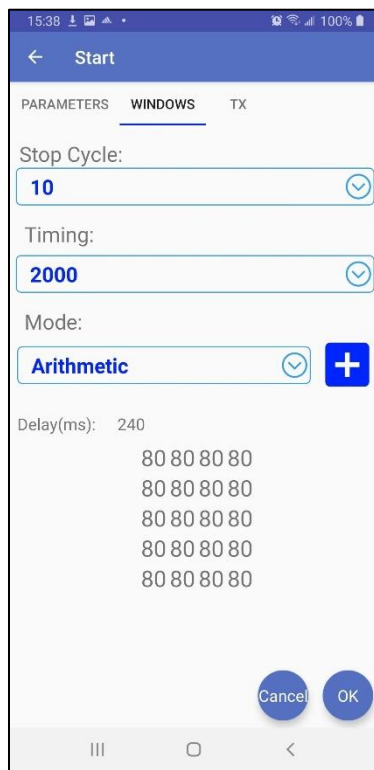 15:38 100%
Start
PARAMETERS WINDOWS TX
Stop Cycle:
10
Timing:
2000
Mode:
Arithmetic
Delay(ms): 240
80 80 80 80
80 80 80 80
80 80 80 80
80 80 80 80
80 80 80 80
Cancel OK